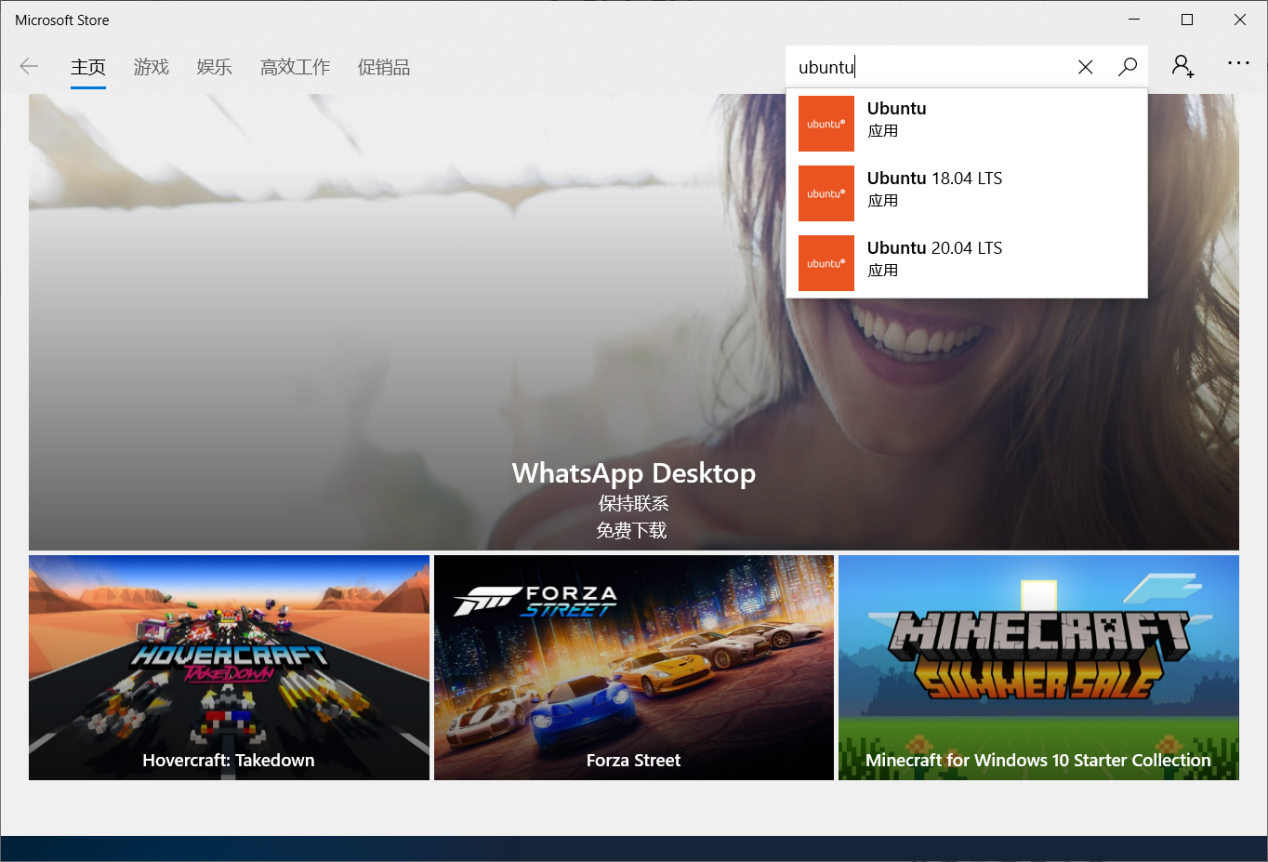 Microsoft Store
主页 游戏 娱乐 高效工作 促销品
ubuntu
ubuntu®
Ubuntu
应用
ubuntu®
Ubuntu 18.04 LTS
应用
ubuntu®
Ubuntu 20.04 LTS
应用
WhatsApp Desktop
保持联系
免费下载
HOVERCRAFT
TAKEDOWN
Hovercraft: Takedown
FORZA
STREET
Forza Street
MINECRAFT
SUMMER SALE
Minecraft for Windows 10 Starter Collection